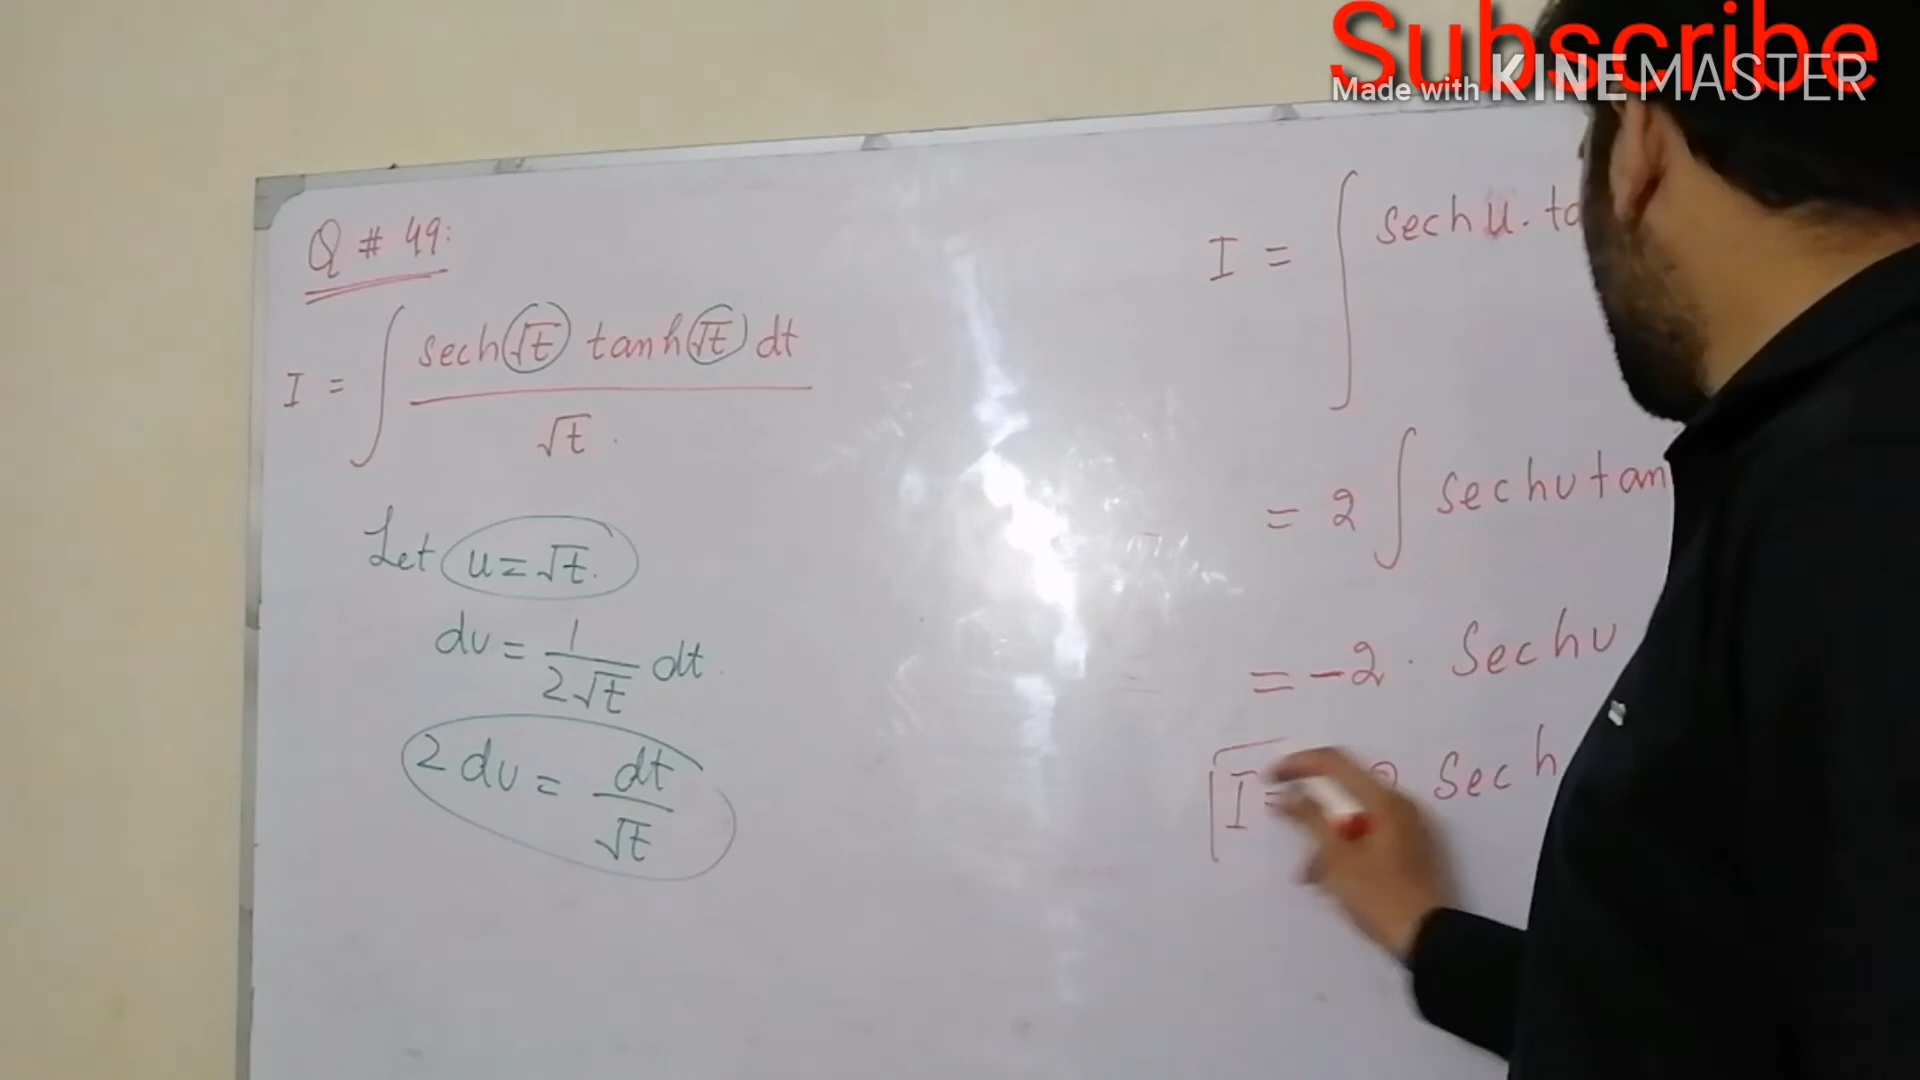 Subscribe
Made with KINEMASTER
Q # 49:
I = ∫ sech√t tanh√t dt / √t
Let u = √t.
du = 1 / 2√t dt.
2 du = dt / √t
I = ∫ sech u .
= 2 ∫ sech u tan
= -2 . Sech u
I = Sech